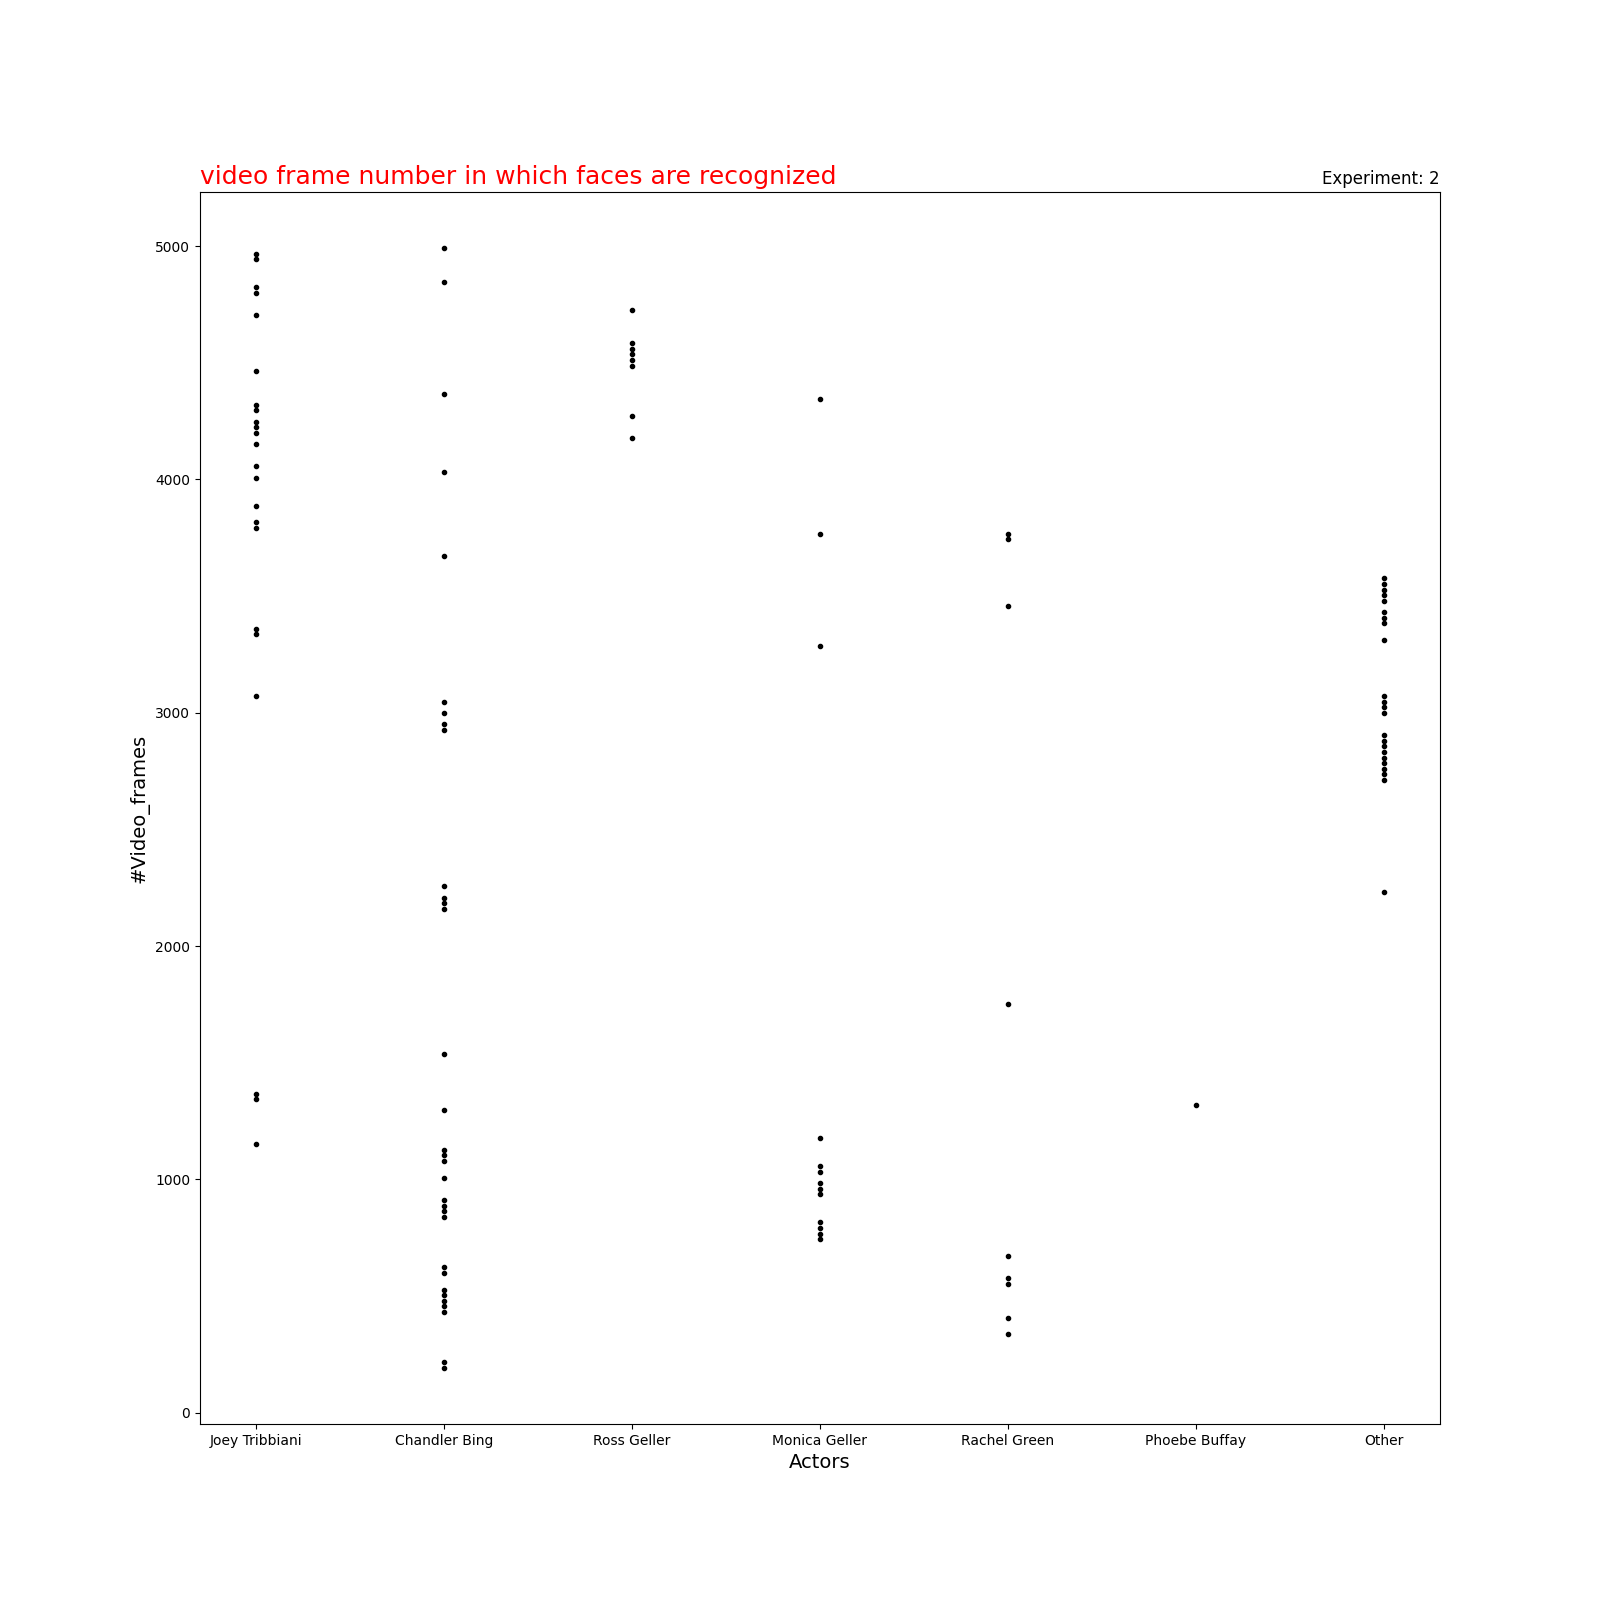 video frame number in which faces are recognized
Experiment: 2
5000
4000
3000
2000
1000
0
#Video_frames
Joey Tribbiani
Chandler Bing
Ross Geller
Monica Geller
Rachel Green
Phoebe Buffay
Other
Actors